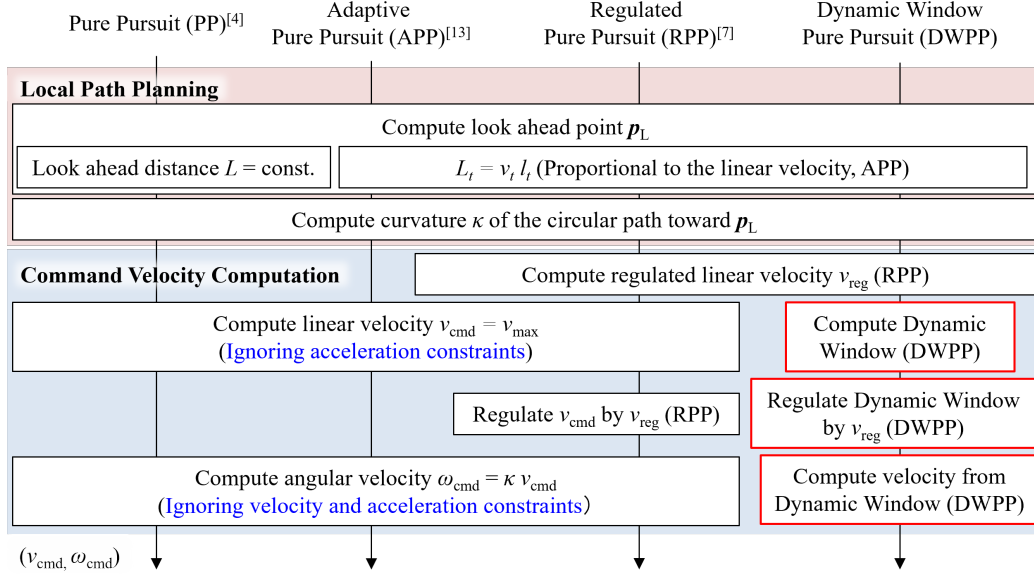 Pure Pursuit (PP)[4]
Adaptive
Pure Pursuit (APP)[13]
Regulated
Pure Pursuit (RPP)[7]
Dynamic Window
Pure Pursuit (DWPP)
Local Path Planning
Compute look ahead point pL
Look ahead distance L = const.
Lt = vt lt (Proportional to the linear velocity, APP)
Compute curvature κ of the circular path toward pL
Command Velocity Computation
Compute regulated linear velocity vreg (RPP)
Compute linear velocity vcmd = vmax
(Ignoring acceleration constraints)
Compute Dynamic
Window (DWPP)
Regulate vcmd by vreg (RPP)
Regulate Dynamic Window
by vreg (DWPP)
Compute angular velocity ωcmd = κ vcmd
(Ignoring velocity and acceleration constraints)
Compute velocity from
Dynamic Window (DWPP)
(vcmd, ωcmd)